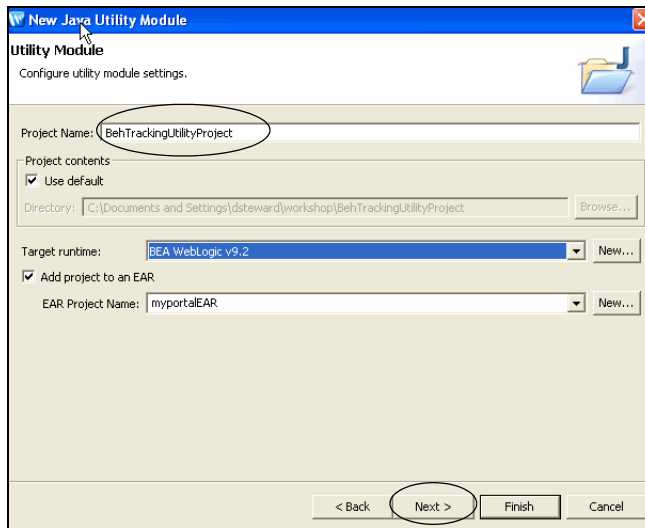 New Java Utility Module
Utility Module
Configure utility module settings.
Project Name: BehTrackingUtilityProject
Project contents
Use default
Directory: C:\Documents and Settings\dsteward\workshop\BehTrackingUtilityProject Browse...
Target runtime: BEA WebLogic v9.2 New...
Add project to an EAR
EAR Project Name: myportalEAR New...
< Back Next > Finish Cancel